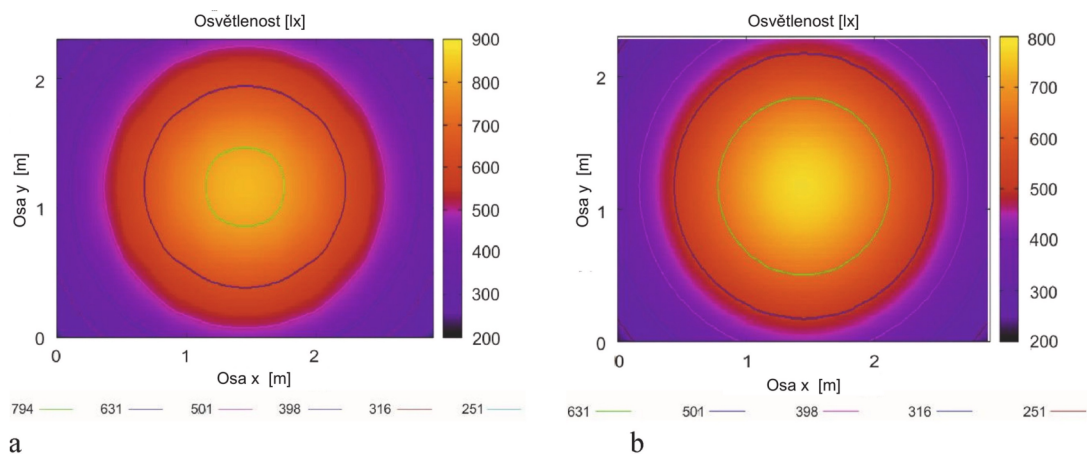 Osvětlenost [lx]
900
800
700
600
500
400
300
200
2
1
0
Osa y [m]
0 1 2
Osa x [m]
794 631 501 398 316 251
a
Osvětlenost [lx]
800
700
600
500
400
300
200
2
1
0
Osa y [m]
0 1 2
Osa x [m]
631 501 398 316 251
b